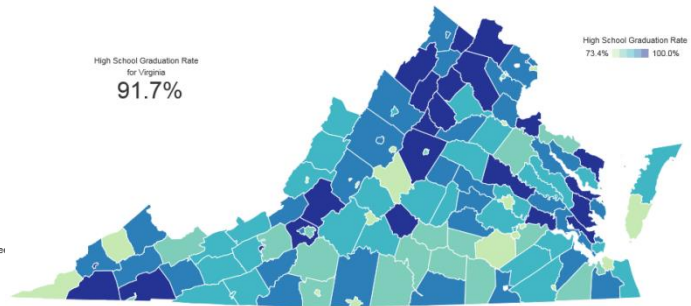 High School Graduation Rate
for Virginia
91.7%
High School Graduation Rate
73.4% 100.0%